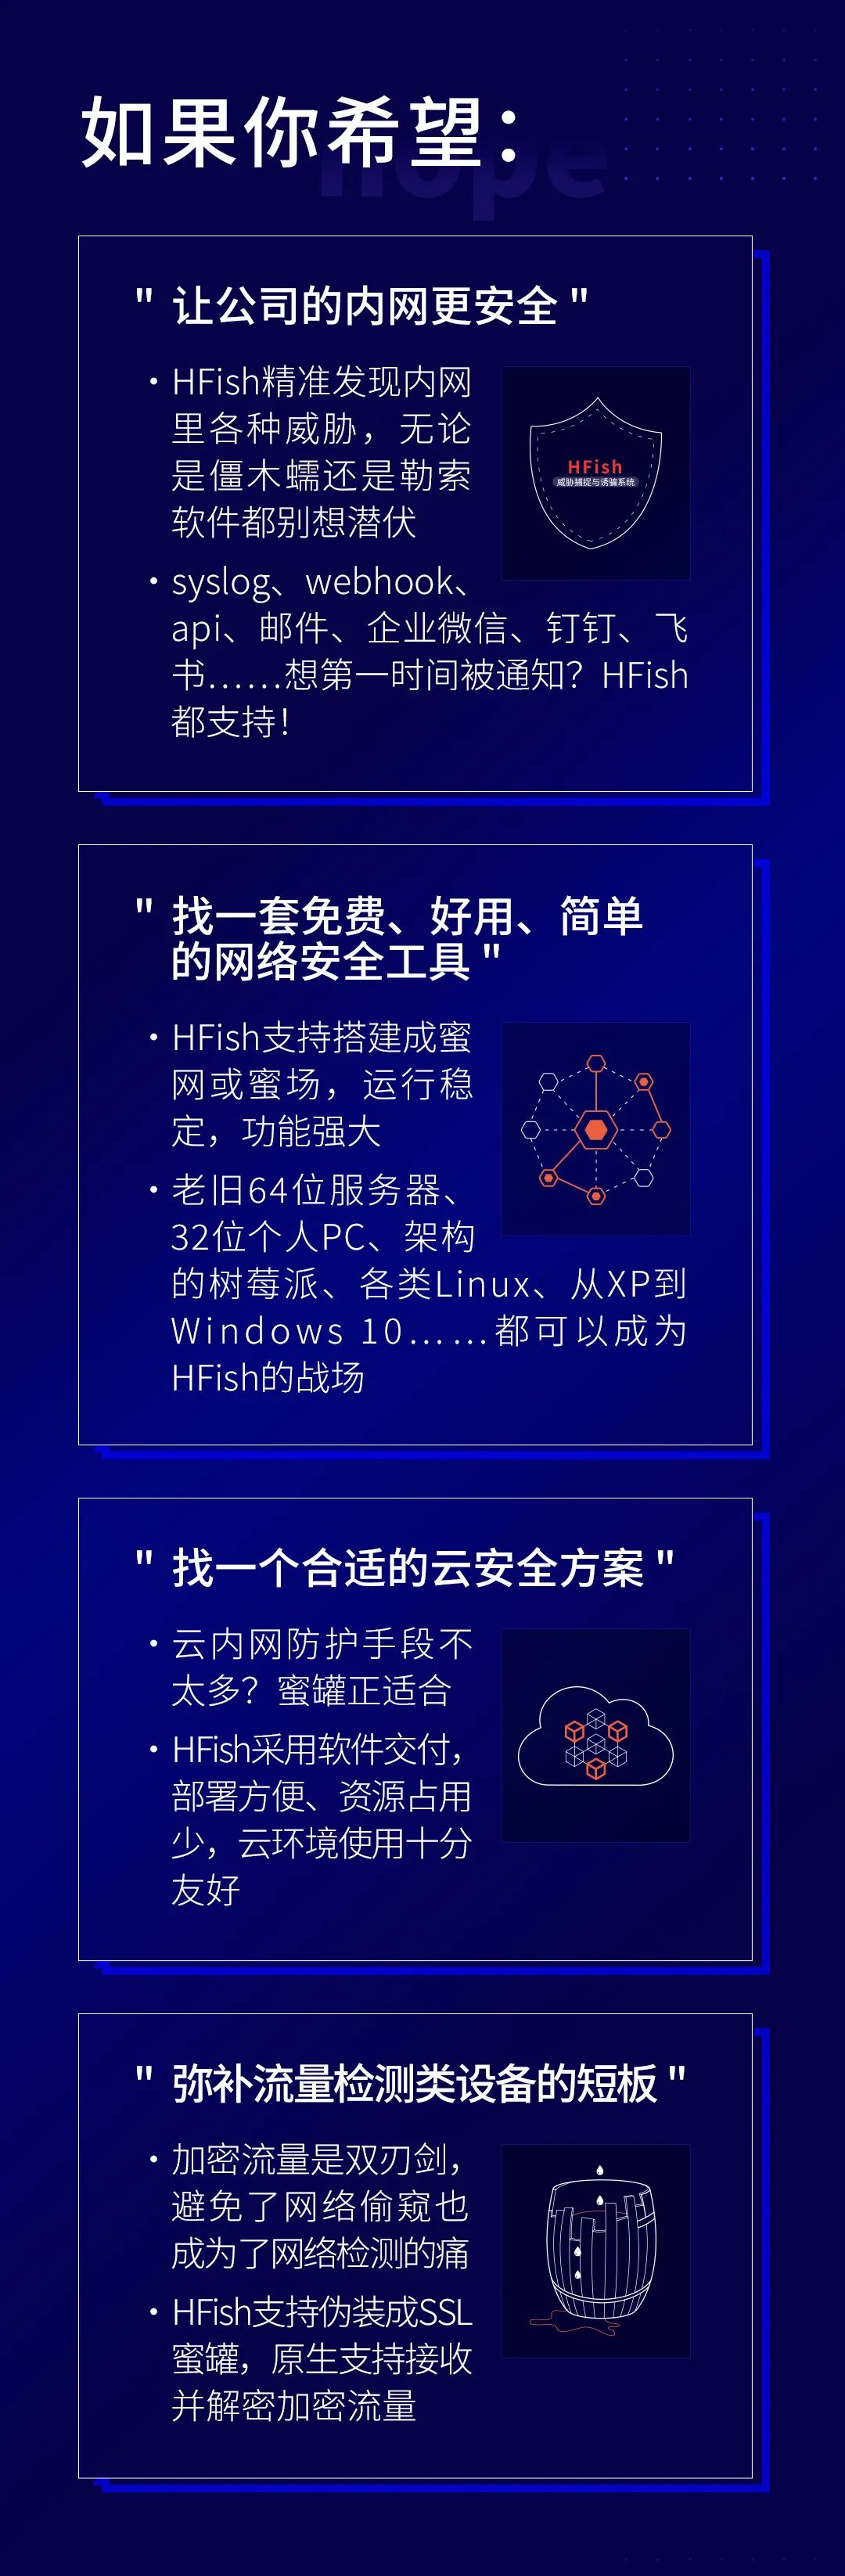 如果你希望：
hope
" 让公司的内网更安全 "
・HFish精准发现内网
里各种威胁，无论
是僵木蠕还是勒索
软件都别想潜伏
HFish
威胁捕捉与诱骗系统
・syslog、webhook、
api、邮件、企业微信、钉钉、飞
书……想第一时间被通知？HFish
都支持！
" 找一套免费、好用、简单
的网络安全工具 "
・HFish支持搭建成蜜
网或蜜场，运行稳
定，功能强大
・老旧64位服务器、
32位个人PC、架构
的树莓派、各类Linux、从XP到
Windows 10……都可以成为
HFish的战场
" 找一个合适的云安全方案 "
・云内网防护手段不
太多？蜜罐正适合
・HFish采用软件交付，
部署方便、资源占用
少，云环境使用十分
友好
" 弥补流量检测类设备的短板 "
・加密流量是双刃剑，
避免了网络偷窥也
成为了网络检测的痛
・HFish支持伪装成SSL
蜜罐，原生支持接收
并解密加密流量